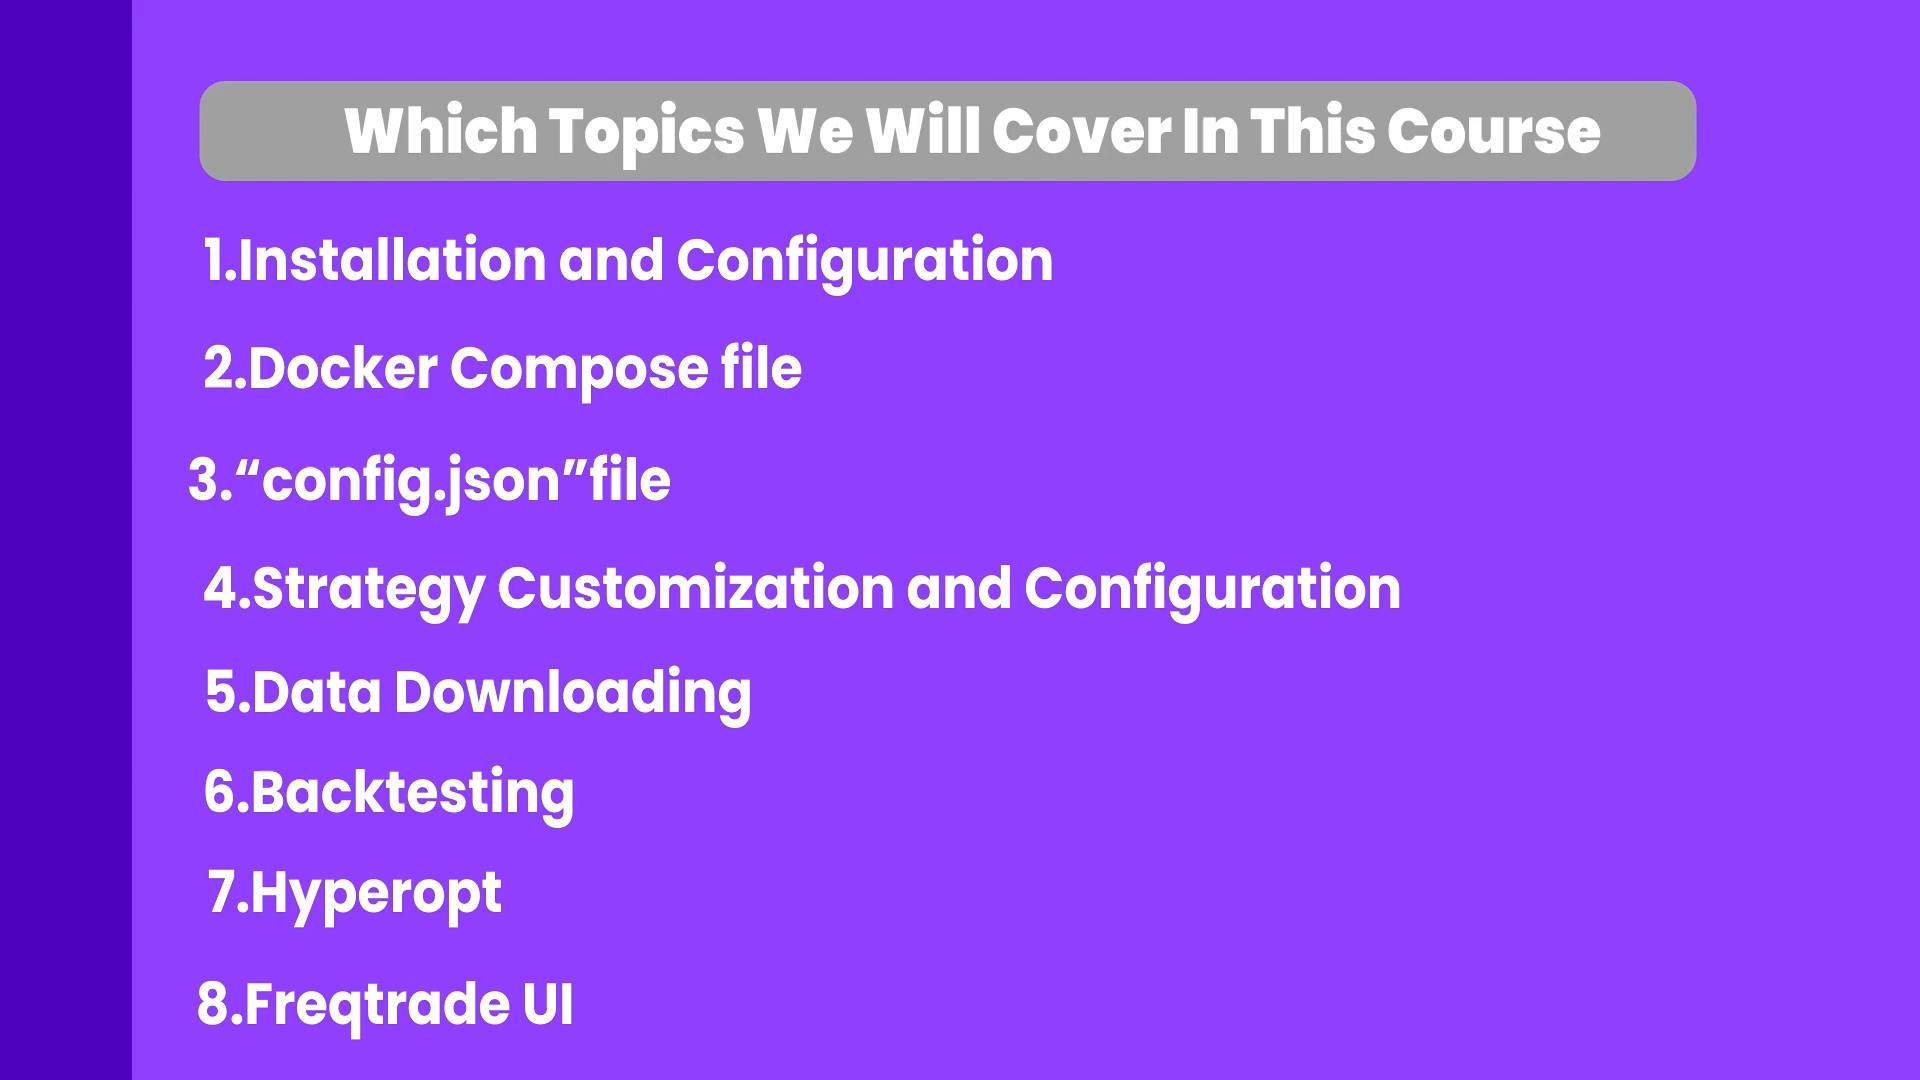 Which Topics We Will Cover In This Course
1.Installation and Configuration
2.Docker Compose file
3.“config.json”file
4.Strategy Customization and Configuration
5.Data Downloading
6.Backtesting
7.Hyperopt
8.Freqtrade UI